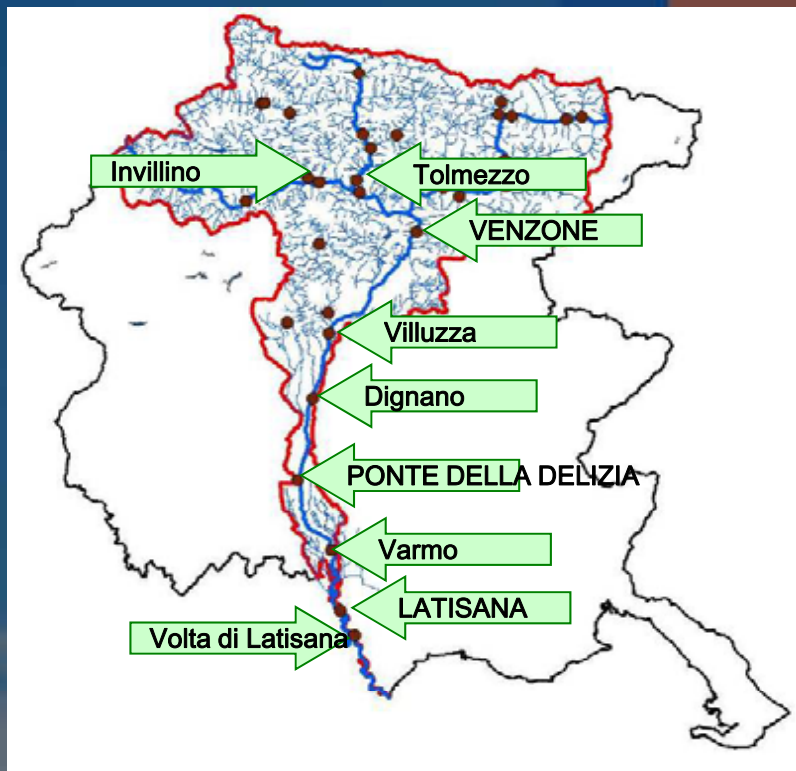 Invillino
Tolmezzo
VENZONE
Villuzza
Dignano
PONTE DELLA DELIZIA
Varmo
LATISANA
Volta di Latisana